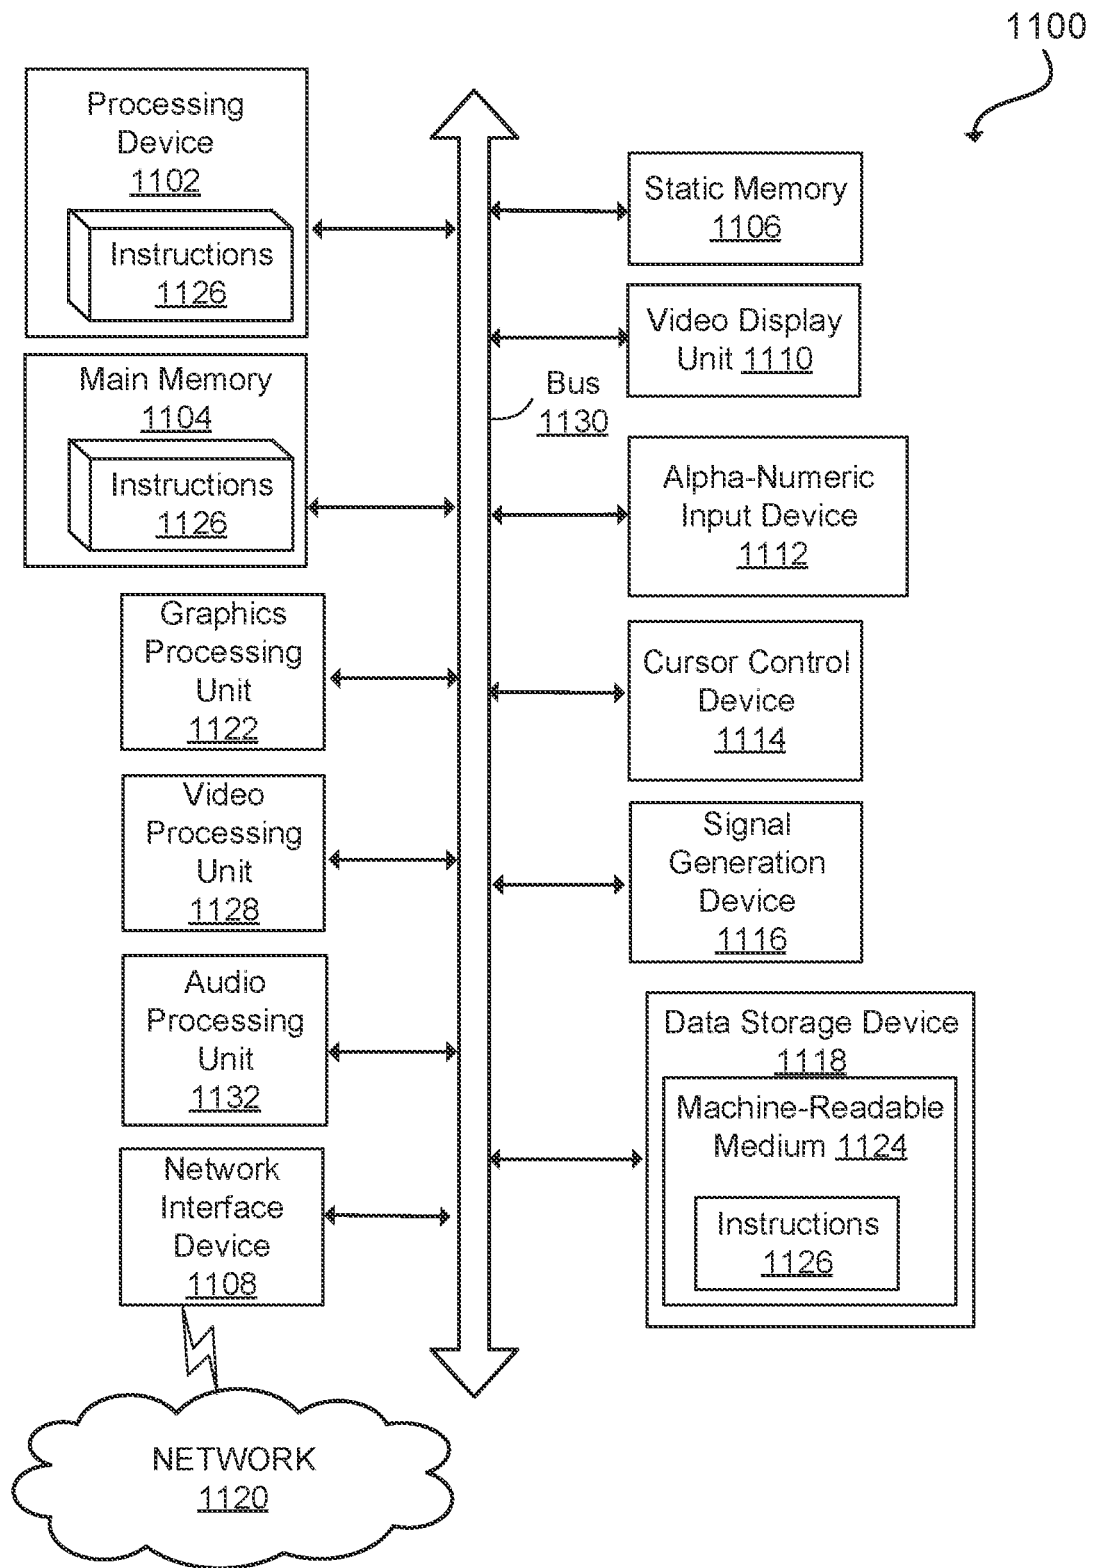 1100
Processing
Device
1102
Instructions
1126
Main Memory
1104
Instructions
1126
Graphics
Processing
Unit
1122
Video
Processing
Unit
1128
Audio
Processing
Unit
1132
Network
Interface
Device
1108
NETWORK
1120
Bus
1130
Static Memory
1106
Video Display
Unit 1110
Alpha-Numeric
Input Device
1112
Cursor Control
Device
1114
Signal
Generation
Device
1116
Data Storage Device
1118
Machine-Readable
Medium 1124
Instructions
1126